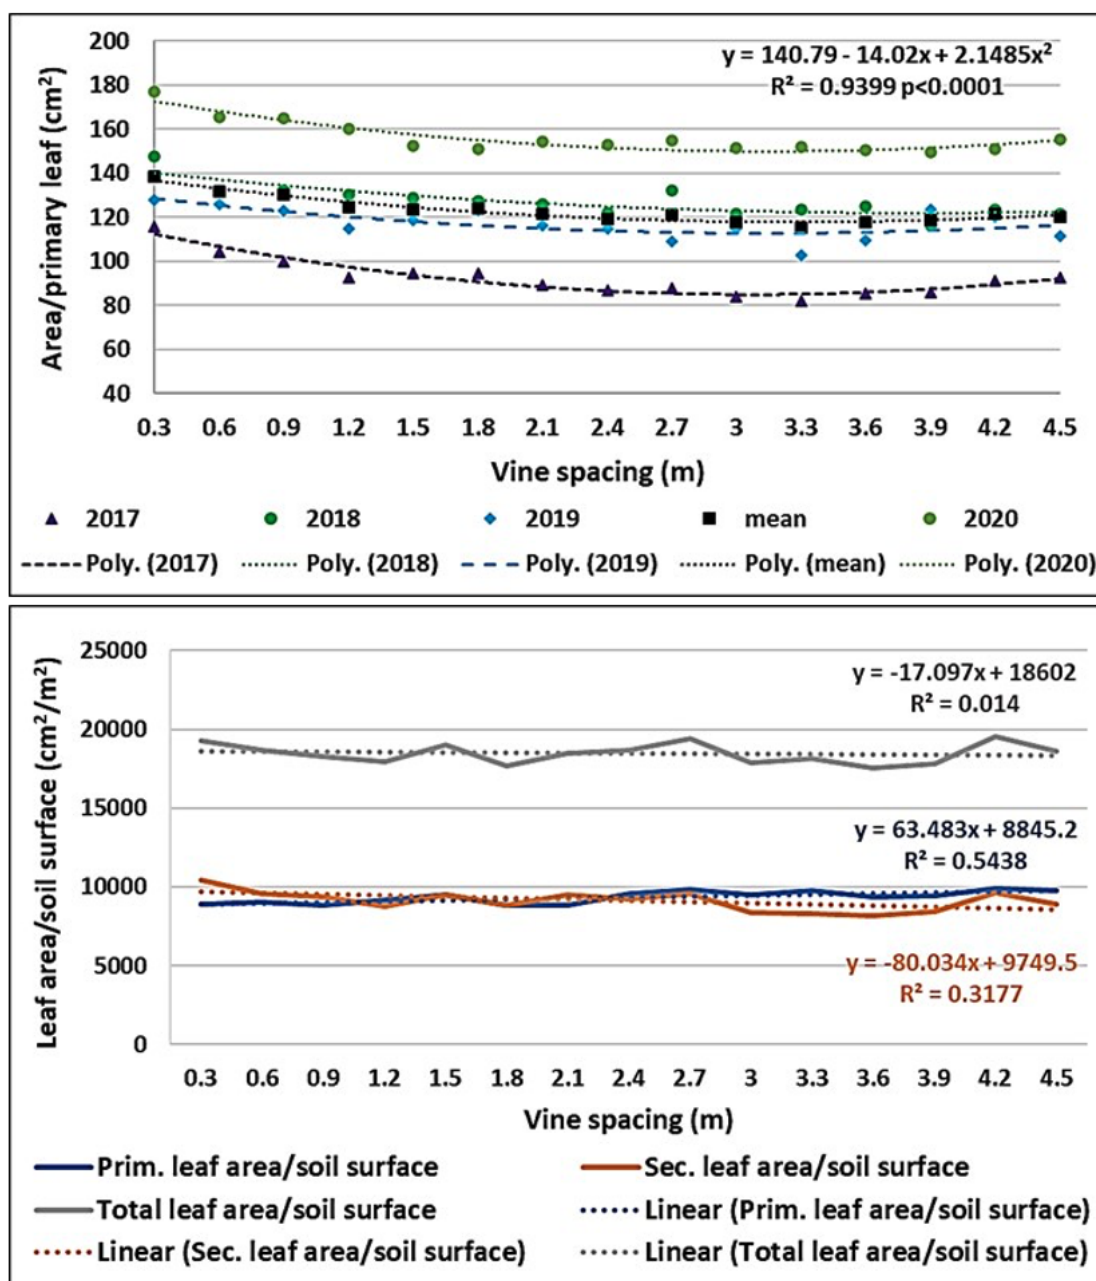 y = 140.79 - 14.02x + 2.1485x²
R² = 0.9399 p<0.0001
Area/primary leaf (cm²)
200
180
160
140
120
100
80
60
40
0.3 0.6 0.9 1.2 1.5 1.8 2.1 2.4 2.7 3 3.3 3.6 3.9 4.2 4.5
Vine spacing (m)
2017 2018 2019 mean 2020
Poly. (2017) Poly. (2018) Poly. (2019) Poly. (mean) Poly. (2020)
Leaf area/soil surface (cm²/m²)
25000
20000
15000
10000
5000
0
y = -17.097x + 18602
R² = 0.014
y = 63.483x + 8845.2
R² = 0.5438
y = -80.034x + 9749.5
R² = 0.3177
0.3 0.6 0.9 1.2 1.5 1.8 2.1 2.4 2.7 3 3.3 3.6 3.9 4.2 4.5
Vine spacing (m)
Prim. leaf area/soil surface Sec. leaf area/soil surface
Total leaf area/soil surface Linear (Prim. leaf area/soil surface)
Linear (Sec. leaf area/soil surface) Linear (Total leaf area/soil surface)